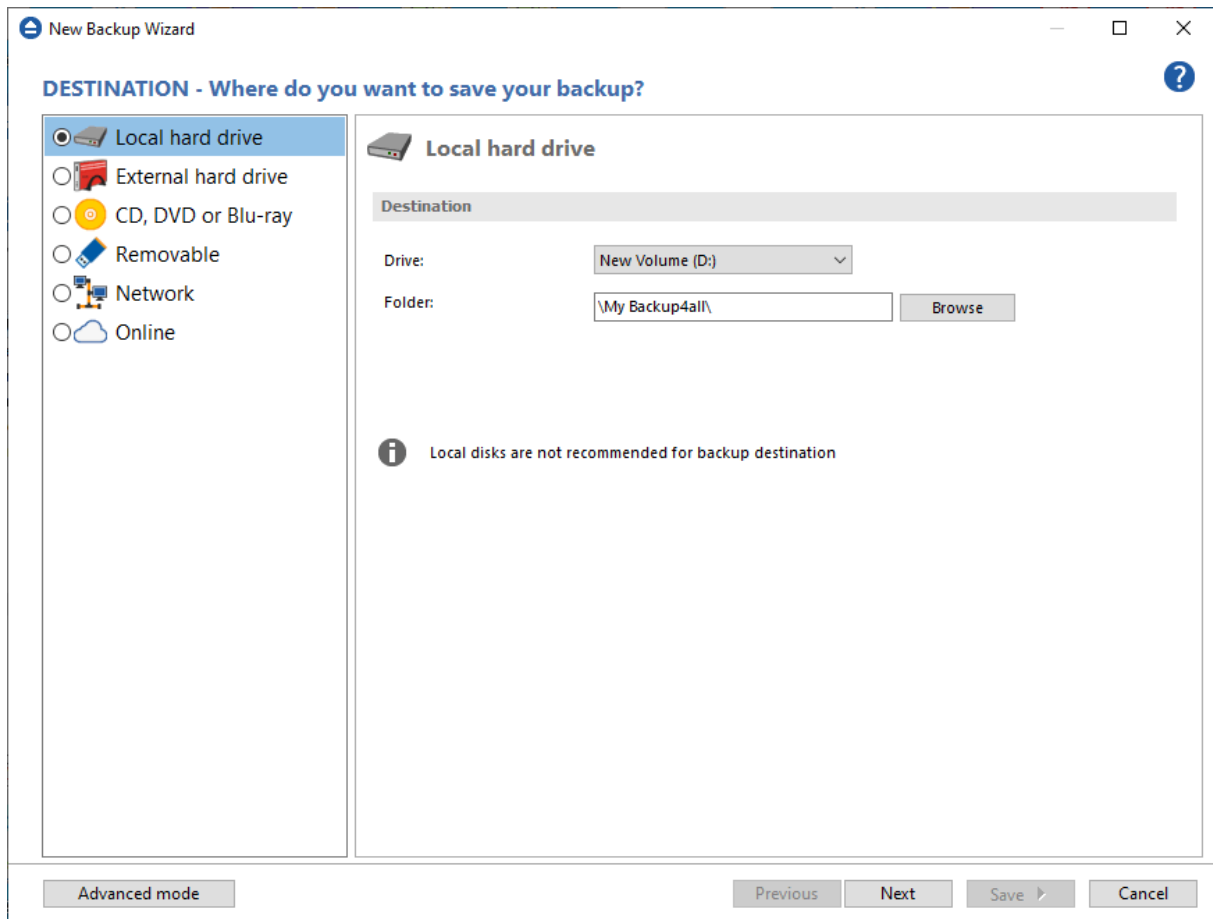 New Backup Wizard
DESTINATION - Where do you want to save your backup?
?
Local hard drive
External hard drive
CD, DVD or Blu-ray
Removable
Network
Online
Local hard drive
Destination
Drive: New Volume (D:)
Folder: \My Backup4all\ Browse
Local disks are not recommended for backup destination
Advanced mode Previous Next Save Cancel